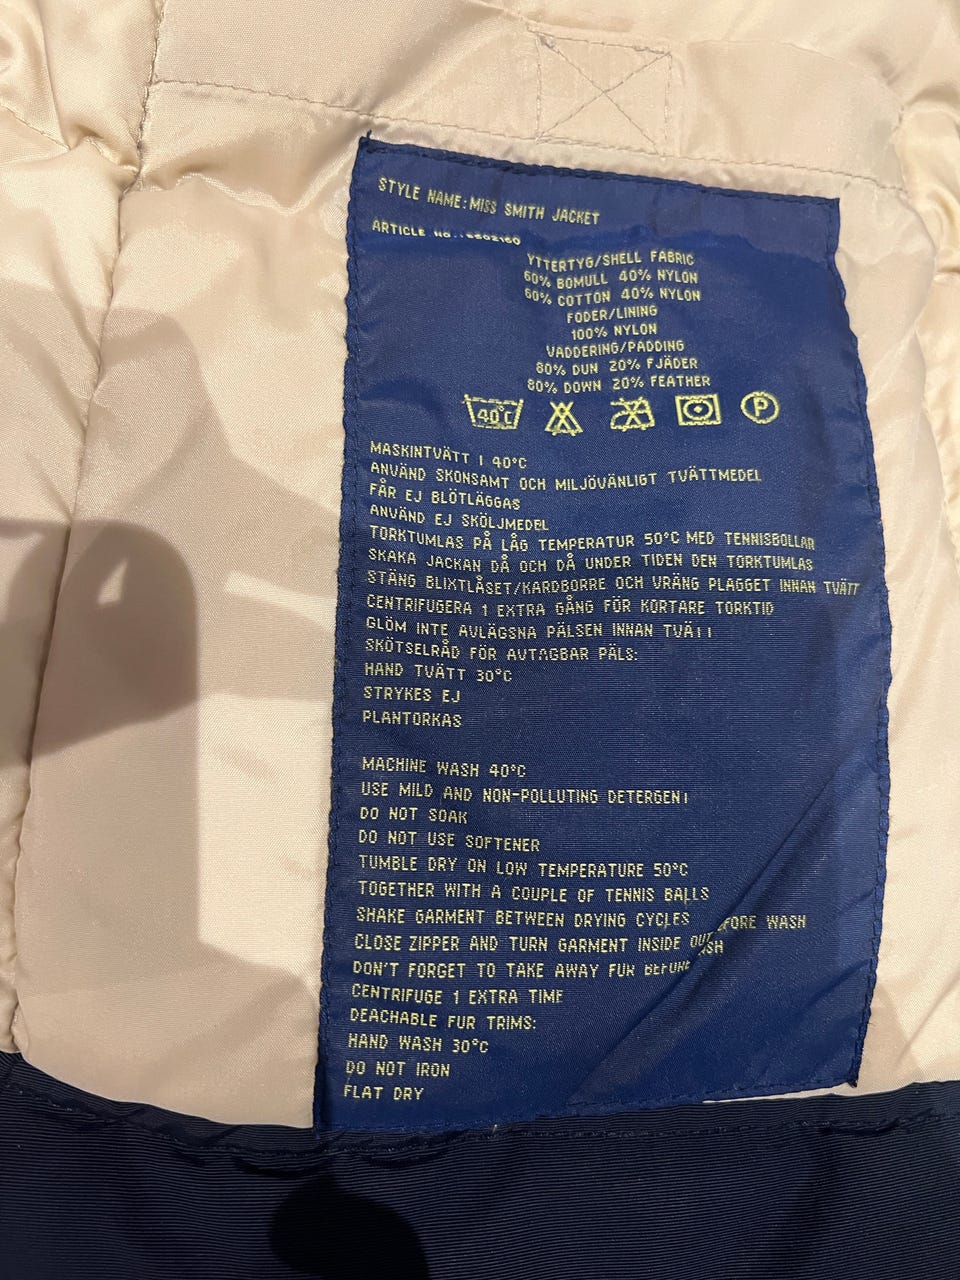 STYLE NAME: MISS SMITH JACKET
ARTICLE NO.:
YTTERTYG/SHELL FABRIC
60% BOMULL 40% NYLON
60% COTTON 40% NYLON
FODER/LINING
100% NYLON
VADDERING/PADDING
80% DUN 20% FJÄDER
80% DOWN 20% FEATHER
40°C P
MASKINTVÄTT I 40°C
ANVÄND SKONSAMT OCH MILJÖVÄNLIGT TVÄTTMEDEL
FÅR EJ BLÖTLÄGGAS
ANVÄND EJ SKÖLJMEDEL
TORKTUMLAS PÅ LÅG TEMPERATUR 50°C MED TENNISBOLLAR
SKAKA JACKAN DÅ OCH DÅ UNDER TIDEN DEN TORKTUMLAS
STÄNG BLIXTLÅSET/KARDBORRE OCH VRÄNG PLAGGET INNAN TVÄTT
CENTRIFUGERA 1 EXTRA GÅNG FÖR KORTARE TORKTID
GLÖM INTE AVLÄGSNA PÄLSEN INNAN TVÄTT
SKÖTSELRÅD FÖR AVTAGBAR PÄLS:
HAND TVÄTT 30°C
STRYKES EJ
PLANTORKAS
MACHINE WASH 40°C
USE MILD AND NON-POLLUTING DETERGENT
DO NOT SOAK
DO NOT USE SOFTENER
TUMBLE DRY ON LOW TEMPERATURE 50°C
TOGETHER WITH A COUPLE OF TENNIS BALLS
SHAKE GARMENT BETWEEN DRYING CYCLES
CLOSE ZIPPER AND TURN GARMENT INSIDE OUT BEFORE WASH
DON'T FORGET TO TAKE AWAY FUR BEFORE WASH
CENTRIFUGE 1 EXTRA TIME
DEACHABLE FUR TRIMS:
HAND WASH 30°C
DO NOT IRON
FLAT DRY